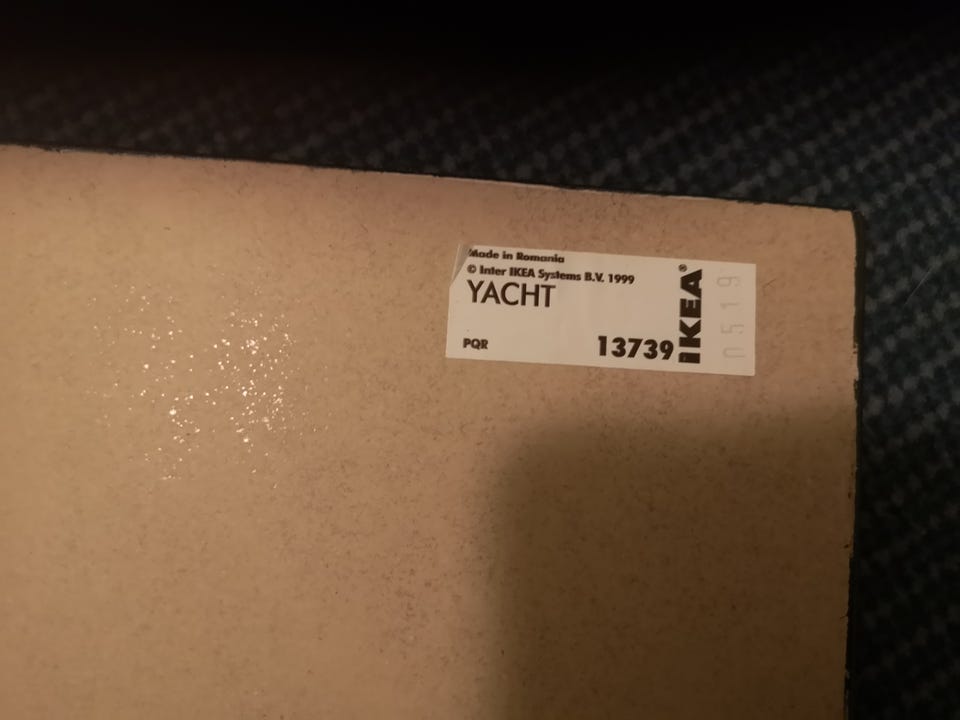 Made in Romania
© Inter IKEA Systems B.V. 1999
YACHT
PQR
13739
IKEA®
0519